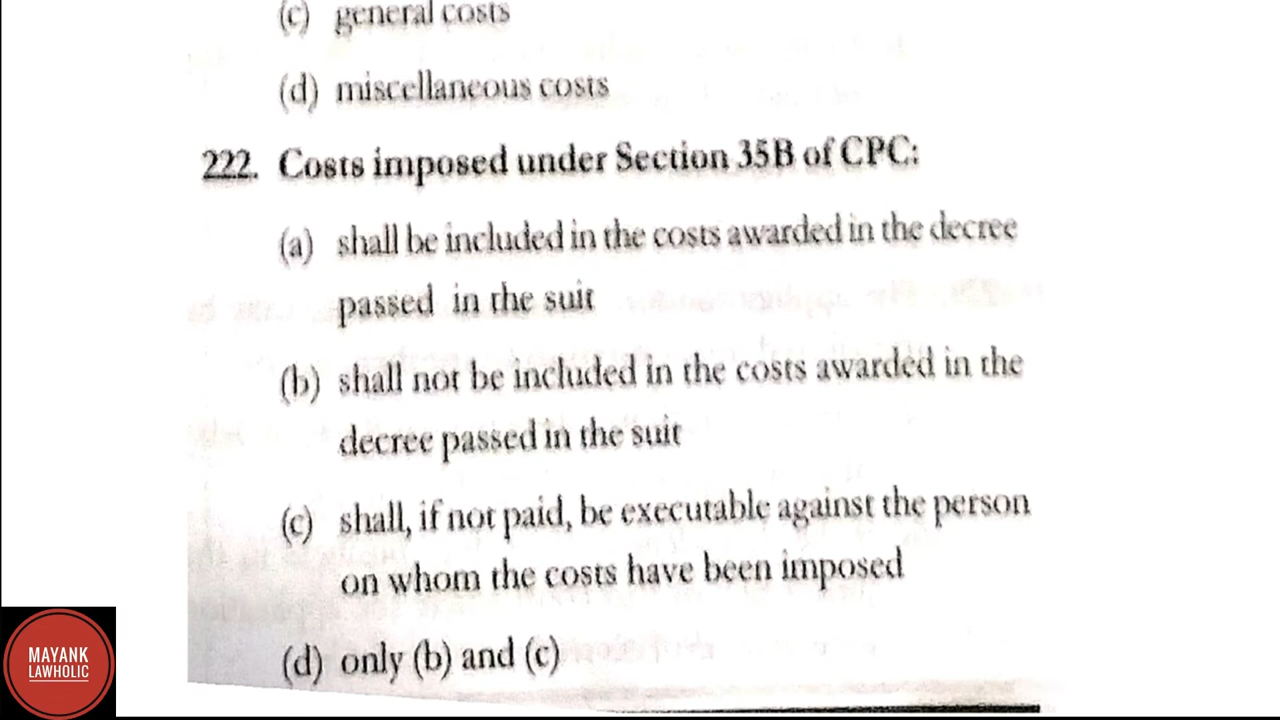 (c) general costs
(d) miscellaneous costs
222. Costs imposed under Section 35B of CPC:
(a) shall be included in the costs awarded in the decree
passed in the suit
(b) shall not be included in the costs awarded in the
decree passed in the suit
(c) shall, if not paid, be executable against the person
on whom the costs have been imposed
(d) only (b) and (c)
MAYANK
LAWHOLIC